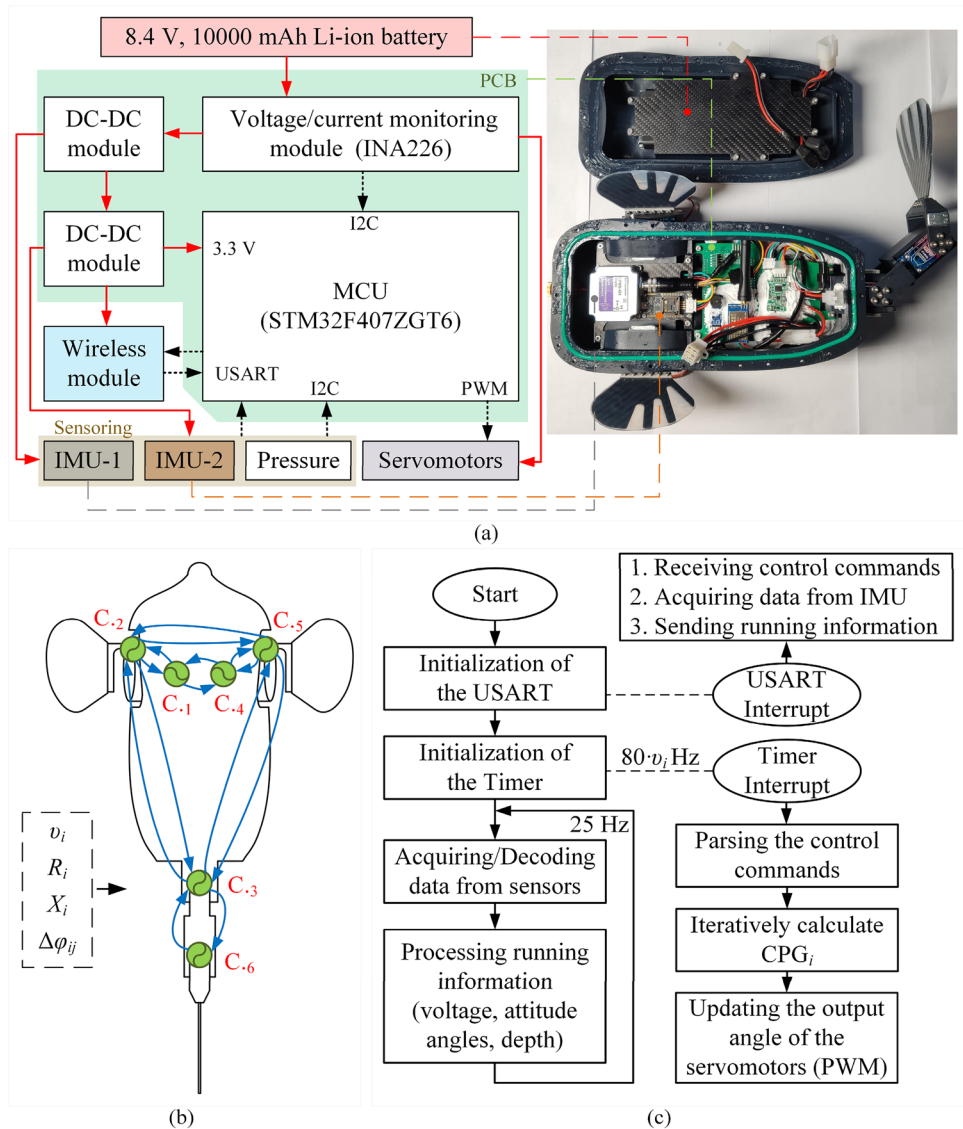 8.4 V, 10000 mAh Li-ion battery
PCB
DC-DC
module
Voltage/current monitoring
module (INA226)
I2C
DC-DC
module
3.3 V
MCU
(STM32F407ZGT6)
Wireless
module
USART
I2C
PWM
Sensoring
IMU-1
IMU-2
Pressure
Servomotors
(a)
C.2
C.5
C.1
C.4
υi
Ri
Xi
Δφij
C.3
C.6
(b)
Start
1. Receiving control commands
2. Acquiring data from IMU
3. Sending running information
Initialization of
the USART
USART
Interrupt
Initialization of
the Timer
80·υi Hz
Timer
Interrupt
25 Hz
Acquiring/Decoding
data from sensors
Parsing the control
commands
Processing running
information
(voltage, attitude
angles, depth)
Iteratively calculate
CPGi
Updating the output
angle of the
servomotors (PWM)
(c)